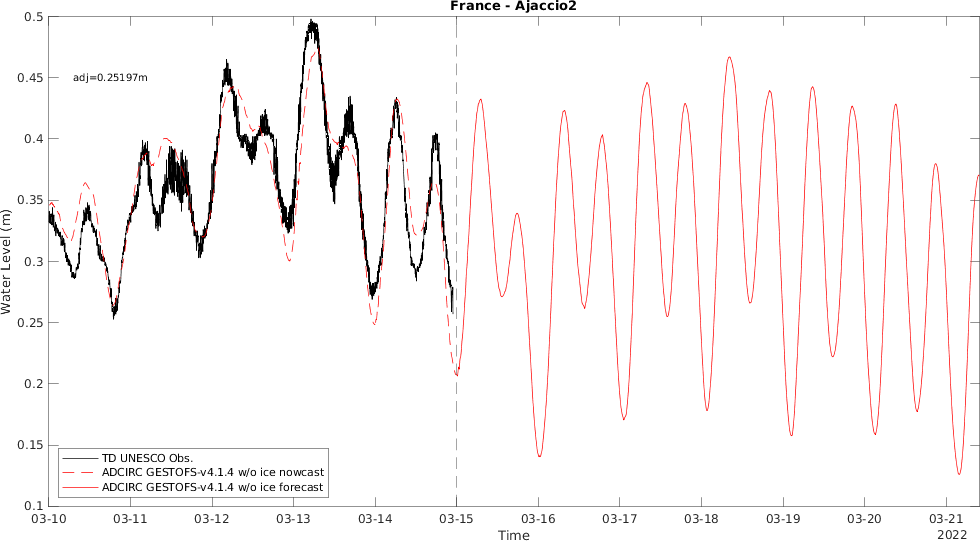 France - Ajaccio2
0.5
0.45
0.4
0.35
0.3
0.25
0.2
0.15
0.1
Water Level (m)
adj=0.25197m
TD UNESCO Obs.
ADCIRC GESTOFS-v4.1.4 w/o ice nowcast
ADCIRC GESTOFS-v4.1.4 w/o ice forecast
03-10 03-11 03-12 03-13 03-14 03-15 03-16 03-17 03-18 03-19 03-20 03-21
Time
2022